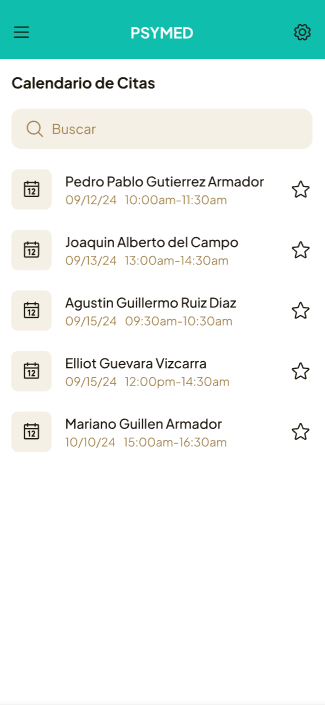 PSYMED
Calendario de Citas
Buscar
12
Pedro Pablo Gutierrez Armador
09/12/24 10:00am-11:30am
12
Joaquin Alberto del Campo
09/13/24 13:00am-14:30am
12
Agustin Guillermo Ruiz Diaz
09/15/24 09:30am-10:30am
12
Elliot Guevara Vizcarra
09/15/24 12:00pm-14:30am
12
Mariano Guillen Armador
10/10/24 15:00am-16:30am